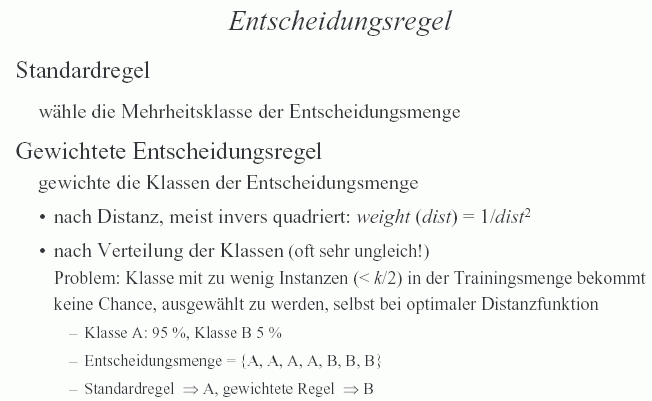 Entscheidungsregel
Standardregel
wähle die Mehrheitsklasse der Entscheidungsmenge
Gewichtete Entscheidungsregel
gewichte die Klassen der Entscheidungsmenge
• nach Distanz, meist invers quadriert: weight (dist) = 1/dist²
• nach Verteilung der Klassen (oft sehr ungleich!)
Problem: Klasse mit zu wenig Instanzen (< k/2) in der Trainingsmenge bekommt
keine Chance, ausgewählt zu werden, selbst bei optimaler Distanzfunktion
– Klasse A: 95 %, Klasse B 5 %
– Entscheidungsmenge = {A, A, A, A, B, B, B}
– Standardregel ⇒ A, gewichtete Regel ⇒ B